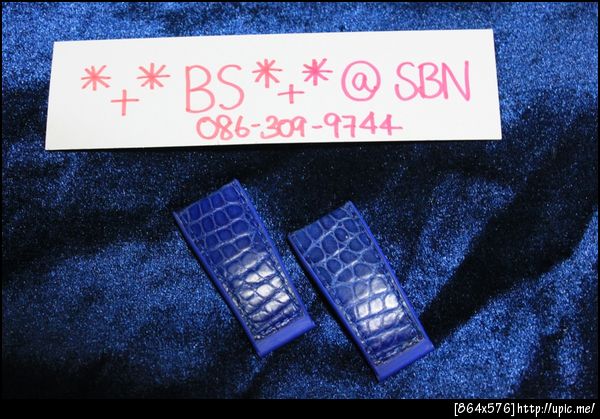 *+* BS *+* @ SBN
086-309-9744
[864x576]http://upic.me/